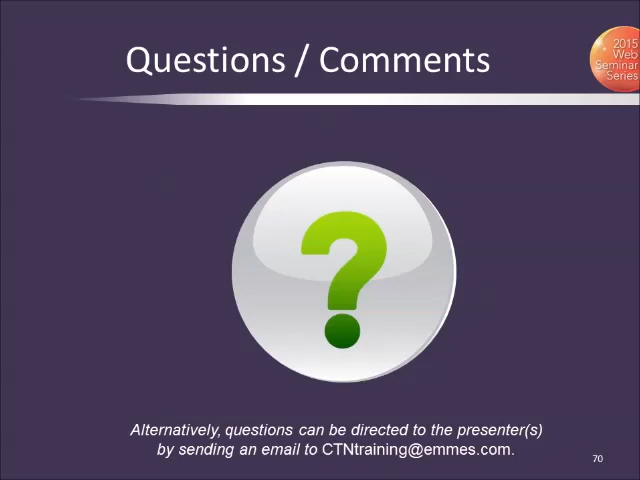 Questions / Comments
2015
Web
Seminar
Series
?
Alternatively, questions can be directed to the presenter(s)
by sending an email to CTNtraining@emmes.com.
70